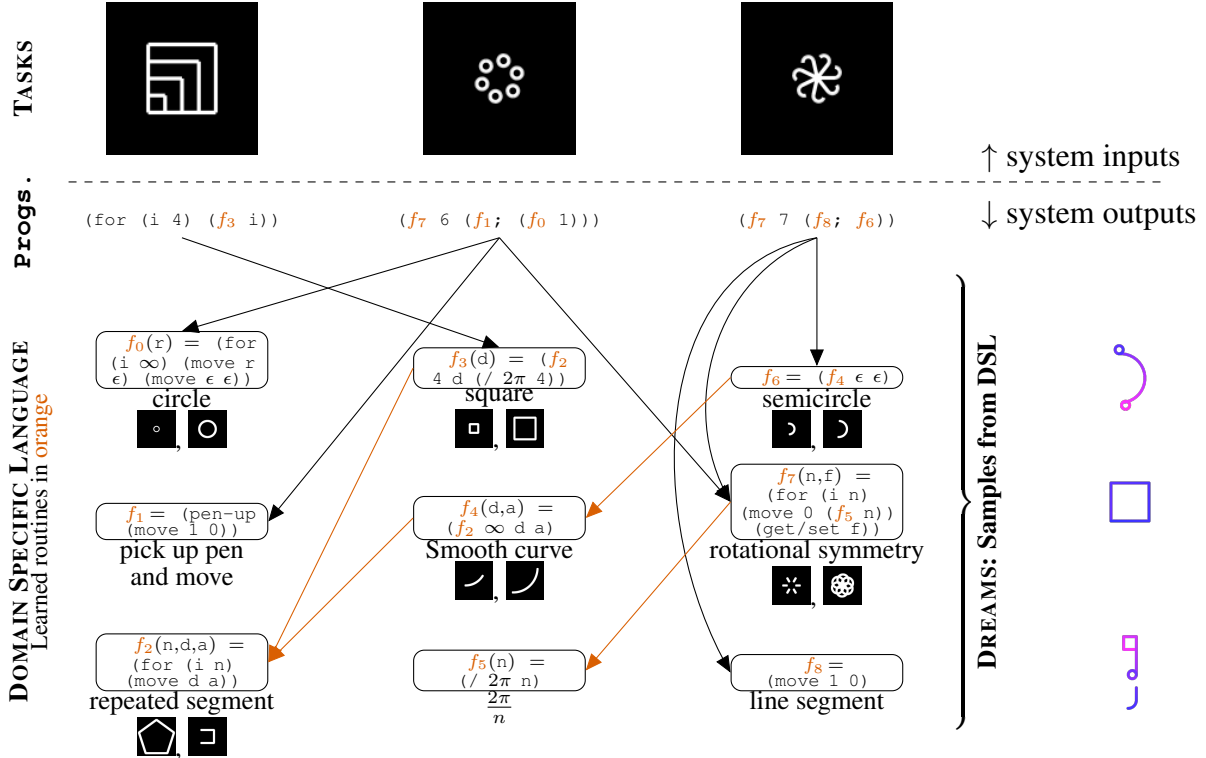 TASKS
↑ system inputs
Progs.
(for (i 4) (f3 i))
(f7 6 (f1; (f0 1)))
(f7 7 (f8; f6))
↓ system outputs
DOMAIN SPECIFIC LANGUAGE
Learned routines in orange
f0(r) = (for
(i ∞) (move r
ϵ) (move ϵ ϵ))
circle
,
f3(d) = (f2
4 d (/ 2π 4))
square
,
f6= (f4 ϵ ϵ)
semicircle
,
f1= (pen-up
(move 1 0))
pick up pen
and move
f4(d,a) =
(f2 ∞ d a)
Smooth curve
,
f7(n,f) =
(for (i n)
(move 0 (f5 n))
(get/set f))
rotational symmetry
,
f2(n,d,a) =
(for (i n)
(move d a))
repeated segment
,
f5(n) =
(/ 2π n)
2π
n
f8=
(move 1 0)
line segment
DREAMS: Samples from DSL